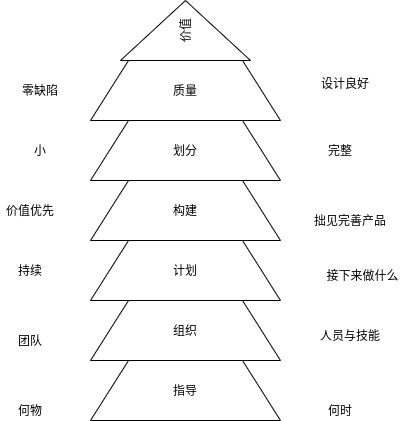 价值
零缺陷
质量
设计良好
小
划分
完整
价值优先
构建
拙见完善产品
持续
计划
接下来做什么
团队
组织
人员与技能
指导
何物
何时